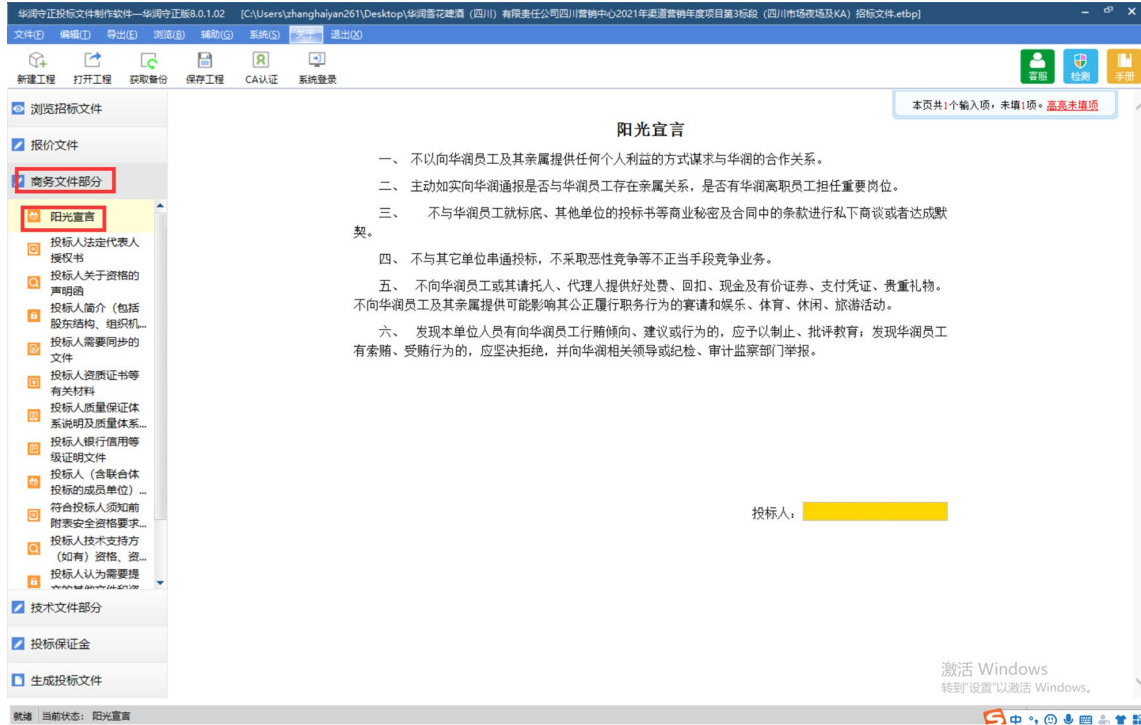 华润守正投标文件制作软件—华润守正版8.0.1.02 [C:\Users\zhanghaiyan261\Desktop\华润雪花啤酒（四川）有限责任公司四川营销中心2021年渠道营销年度项目第3标段（四川市场夜场及KA）招标文件.etbp]
文件(F) 编辑(T) 导出(E) 浏览(B) 辅助(G) 系统(S) 关于 退出(X)
新建工程 打开工程 获取备份 保存工程 CA认证 系统登录 客服 检测 手册
浏览招标文件
报价文件
商务文件部分
阳光宣言
投标人法定代表人
授权书
投标人关于资格的
声明函
投标人简介（包括
股东结构、组织机...
投标人需要同步的
文件
投标人资质证书等
有关材料
投标人质量保证体
系说明及质量体系...
投标人银行信用等
级证明文件
投标人（含联合体
投标的成员单位）...
符合投标人须知前
附表安全资格要求...
投标人技术支持方
（如有）资格、资...
投标人认为需要提
技术文件部分
投标保证金
生成投标文件
本页共1个输入项，未填1项。高亮未填项
阳光宣言
一、 不以向华润员工及其亲属提供任何个人利益的方式谋求与华润的合作关系。
二、 主动如实向华润通报是否与华润员工存在亲属关系，是否有华润离职员工担任重要岗位。
三、 不与华润员工就标底、其他单位的投标书等商业秘密及合同中的条款进行私下商谈或者达成默
契。
四、 不与其它单位串通投标，不采取恶性竞争等不正当手段竞争业务。
五、 不向华润员工或其请托人、代理人提供好处费、回扣、现金及有价证券、支付凭证、贵重礼物。
不向华润员工及其亲属提供可能影响其公正履行职务行为的宴请和娱乐、体育、休闲、旅游活动。
六、 发现本单位人员有向华润员工行贿倾向、建议或行为的，应予以制止、批评教育；发现华润员工
有索贿、受贿行为的，应坚决拒绝，并向华润相关领导或纪检、审计监察部门举报。
投标人：
激活 Windows
转到"设置"以激活 Windows。
就绪 当前状态： 阳光宣言
中